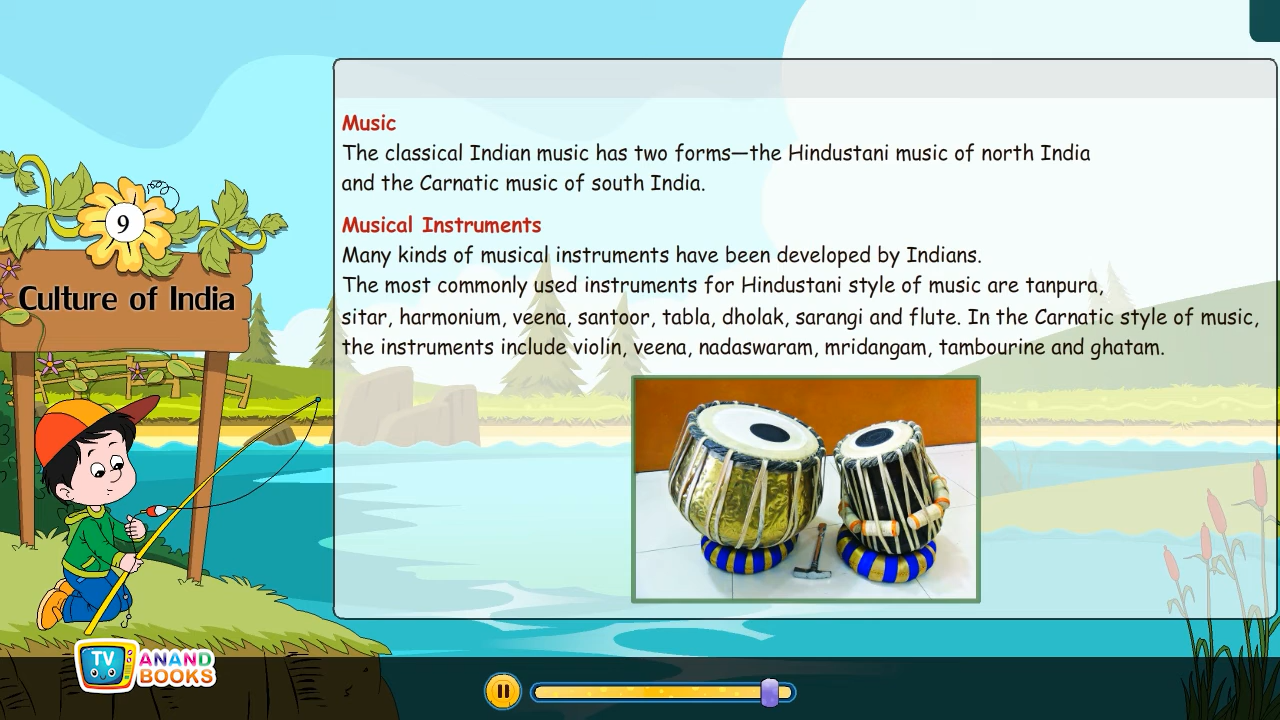 9
Culture of India
Music
The classical Indian music has two forms—the Hindustani music of north India
and the Carnatic music of south India.
Musical Instruments
Many kinds of musical instruments have been developed by Indians.
The most commonly used instruments for Hindustani style of music are tanpura,
sitar, harmonium, veena, santoor, tabla, dholak, sarangi and flute. In the Carnatic style of music,
the instruments include violin, veena, nadaswaram, mridangam, tambourine and ghatam.
TV
ANAND
BOOKS